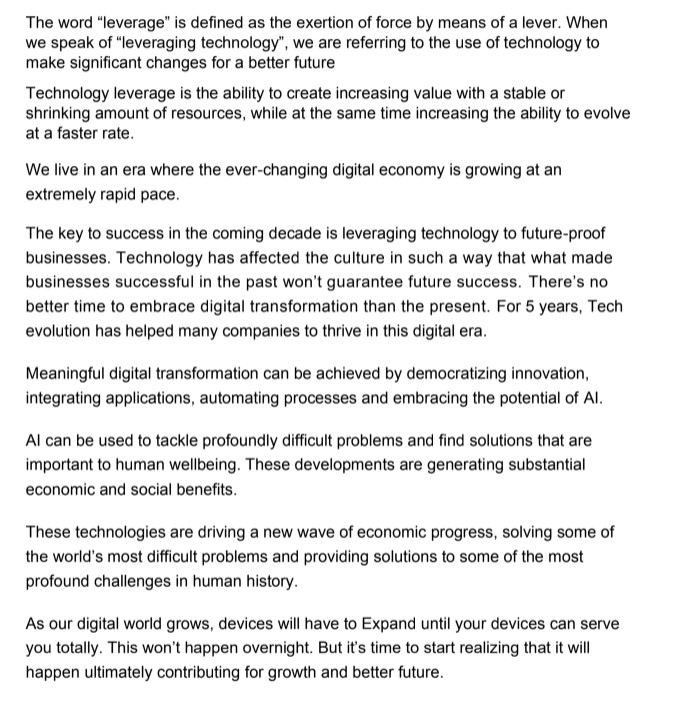 The word “leverage” is defined as the exertion of force by means of a lever. When
we speak of “leveraging technology”, we are referring to the use of technology to
make significant changes for a better future
Technology leverage is the ability to create increasing value with a stable or
shrinking amount of resources, while at the same time increasing the ability to evolve
at a faster rate.
We live in an era where the ever-changing digital economy is growing at an
extremely rapid pace.
The key to success in the coming decade is leveraging technology to future-proof
businesses. Technology has affected the culture in such a way that what made
businesses successful in the past won't guarantee future success. There's no
better time to embrace digital transformation than the present. For 5 years, Tech
evolution has helped many companies to thrive in this digital era.
Meaningful digital transformation can be achieved by democratizing innovation,
integrating applications, automating processes and embracing the potential of AI.
AI can be used to tackle profoundly difficult problems and find solutions that are
important to human wellbeing. These developments are generating substantial
economic and social benefits.
These technologies are driving a new wave of economic progress, solving some of
the world's most difficult problems and providing solutions to some of the most
profound challenges in human history.
As our digital world grows, devices will have to Expand until your devices can serve
you totally. This won't happen overnight. But it's time to start realizing that it will
happen ultimately contributing for growth and better future.